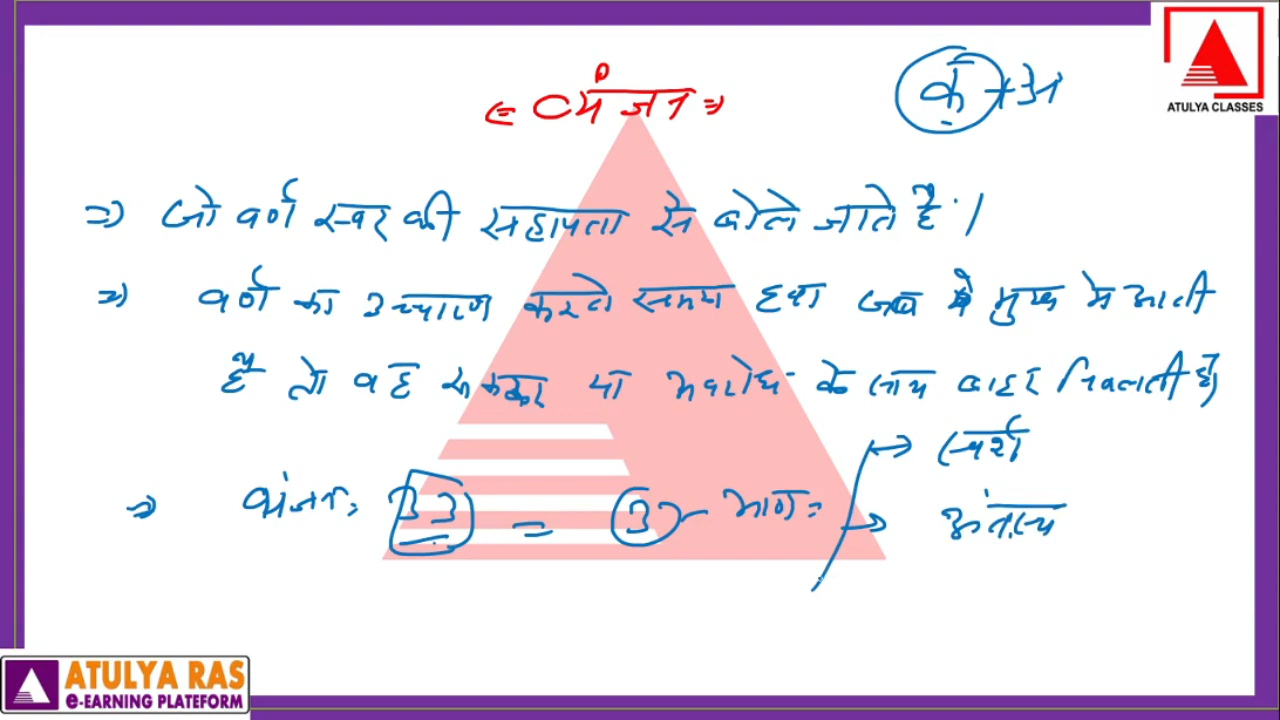 ⇐ व्यंजन ⇒
क् + अ
ATULYA CLASSES
⇒ जो वर्ण स्वर की सहायता से बोले जाते है।
⇒ वर्ण का उच्चारण करते समय हवा जब मुख में आती
है तो वह रुककर या अवरोध के साथ बाहर निकलती है।
⇒ व्यंजन: 33 = 3 - भाग:
→ स्पर्श
→ अंतःस्थ
ATULYA RAS
e-EARNING PLATEFORM